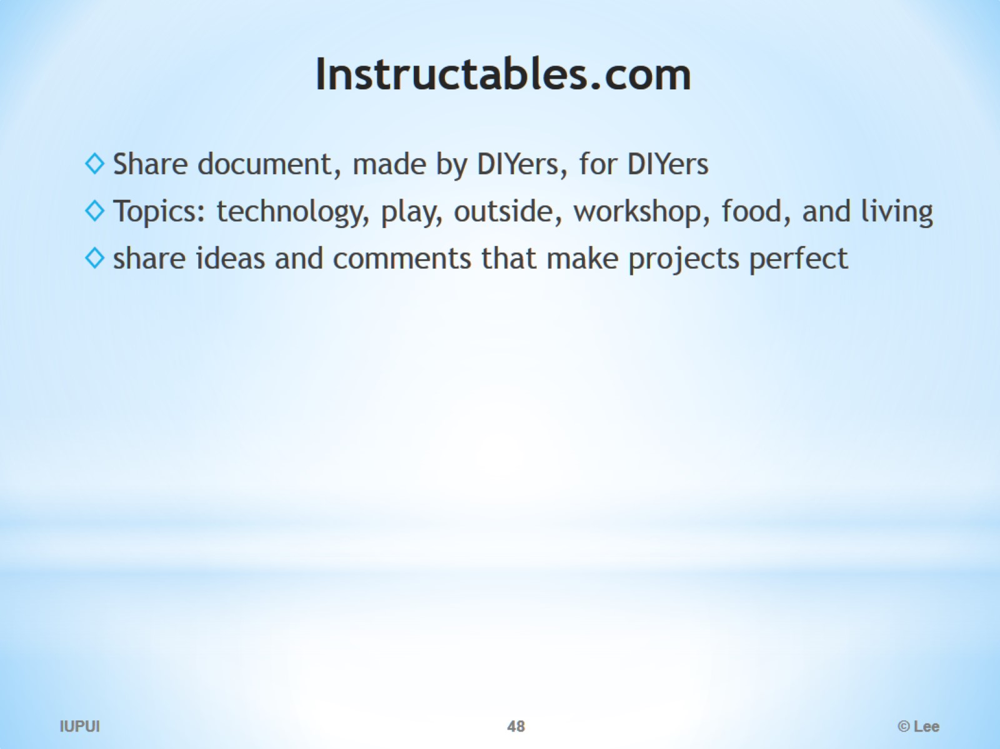 Instructables.com
◇ Share document, made by DIYers, for DIYers
◇ Topics: technology, play, outside, workshop, food, and living
◇ share ideas and comments that make projects perfect
IUPUI
48
© Lee